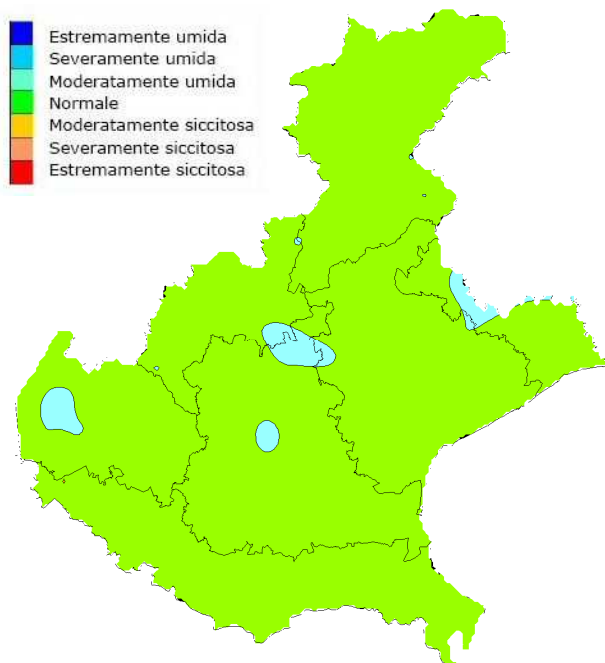 Estremamente umida
Severamente umida
Moderatamente umida
Normale
Moderatamente siccitosa
Severamente siccitosa
Estremamente siccitosa